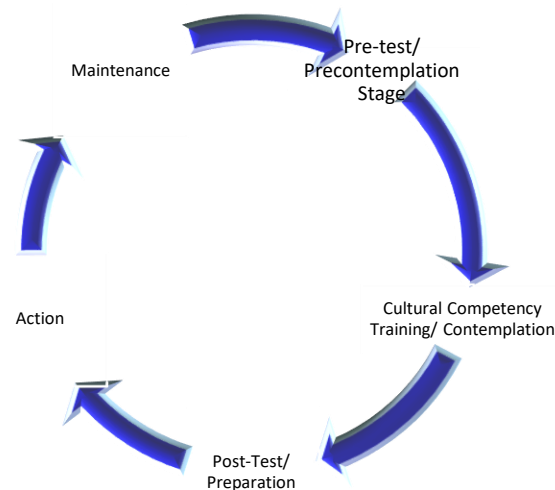 Pre-test/
Precontemplation
Stage
Maintenance
Cultural Competency
Training/ Contemplation
Action
Post-Test/
Preparation